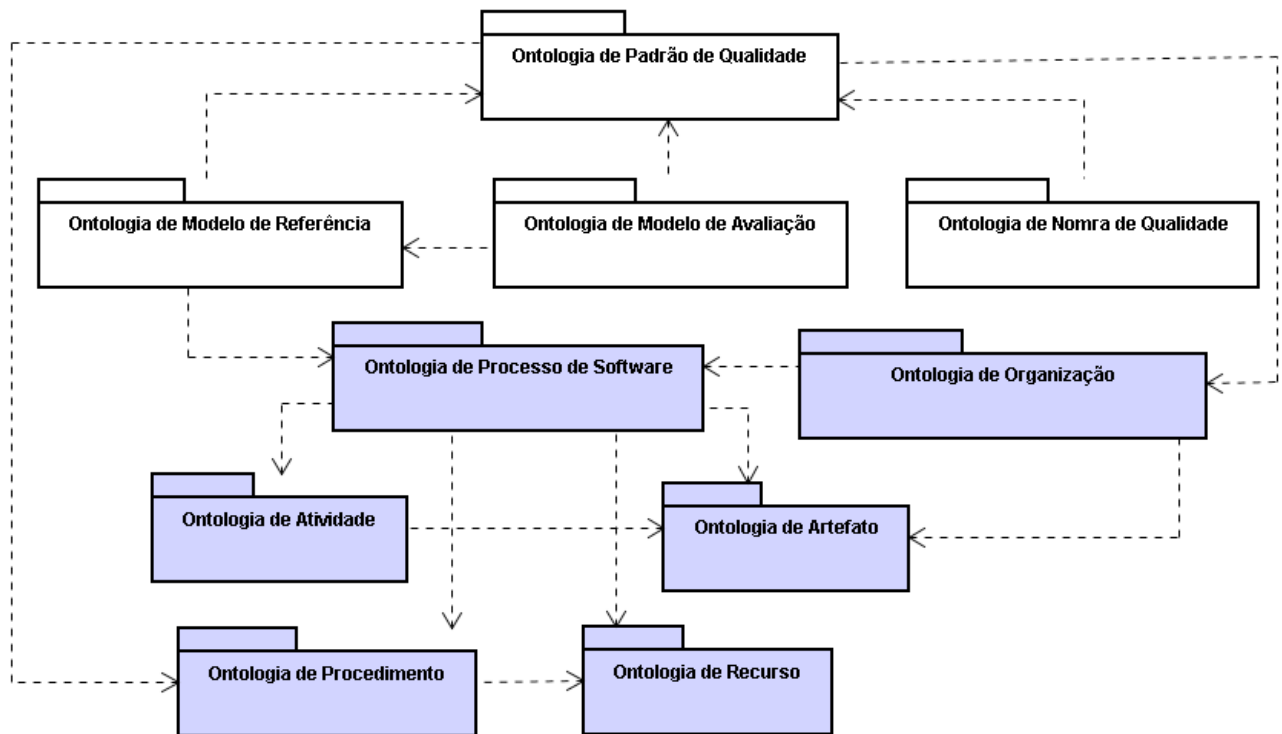 Ontologia de Padrão de Qualidade
Ontologia de Modelo de Referência
Ontologia de Modelo de Avaliação
Ontologia de Nomra de Qualidade
Ontologia de Processo de Software
Ontologia de Organização
Ontologia de Atividade
Ontologia de Artefato
Ontologia de Procedimento
Ontologia de Recurso